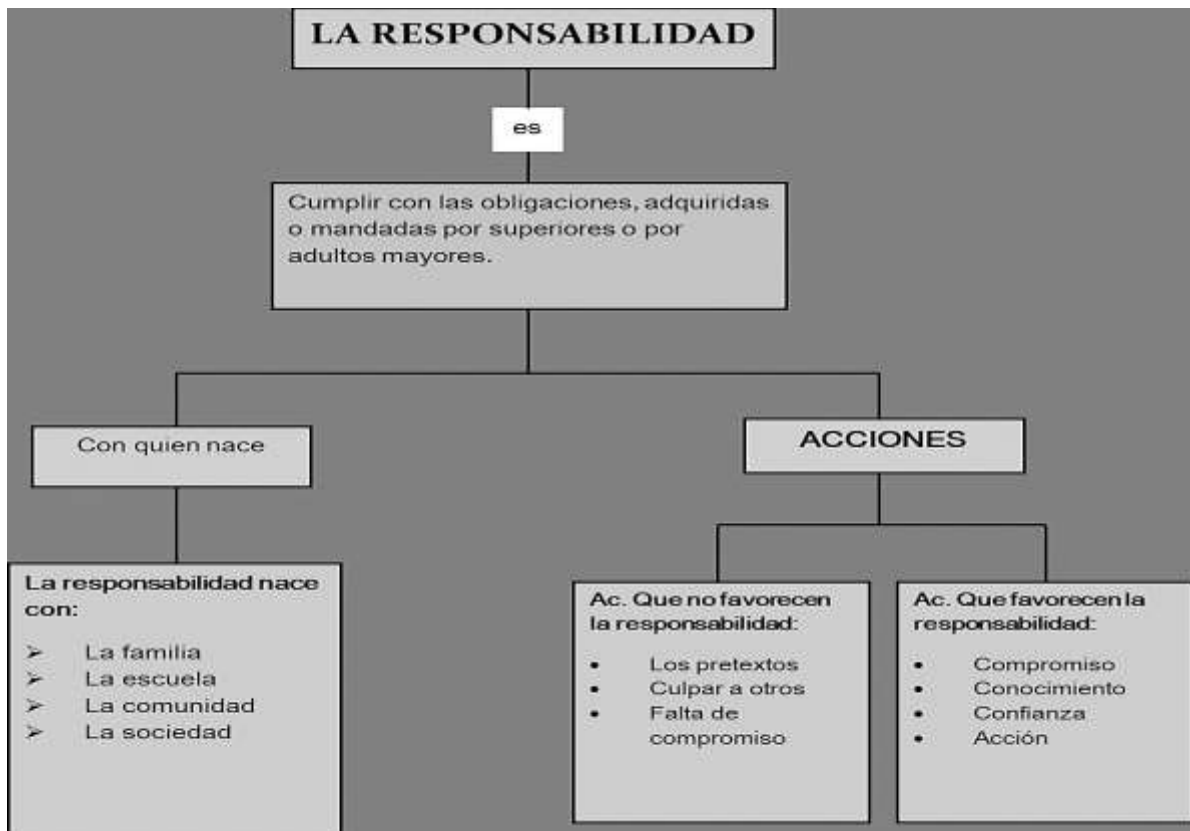 LA RESPONSABILIDAD
es
Cumplir con las obligaciones, adquiridas
o mandadas por superiores o por
adultos mayores.
Con quien nace
ACCIONES
La responsabilidad nace
con:
➢ La familia
➢ La escuela
➢ La comunidad
➢ La sociedad
Ac. Que no favorecen
la responsabilidad:
• Los pretextos
• Culpar a otros
• Falta de
compromiso
Ac. Que favorecen la
responsabilidad:
• Compromiso
• Conocimiento
• Confianza
• Acción